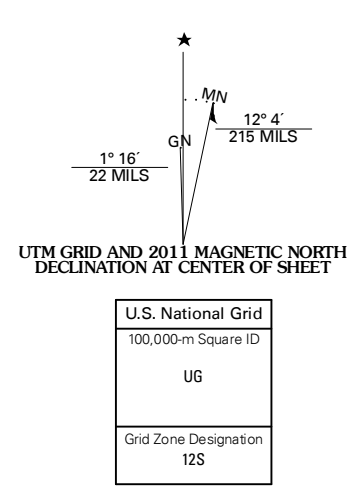 MN
GN
12° 4´
215 MILS
1° 16´
22 MILS
UTM GRID AND 2011 MAGNETIC NORTH
DECLINATION AT CENTER OF SHEET
U.S. National Grid
100,000-m Square ID
UG
Grid Zone Designation
12S